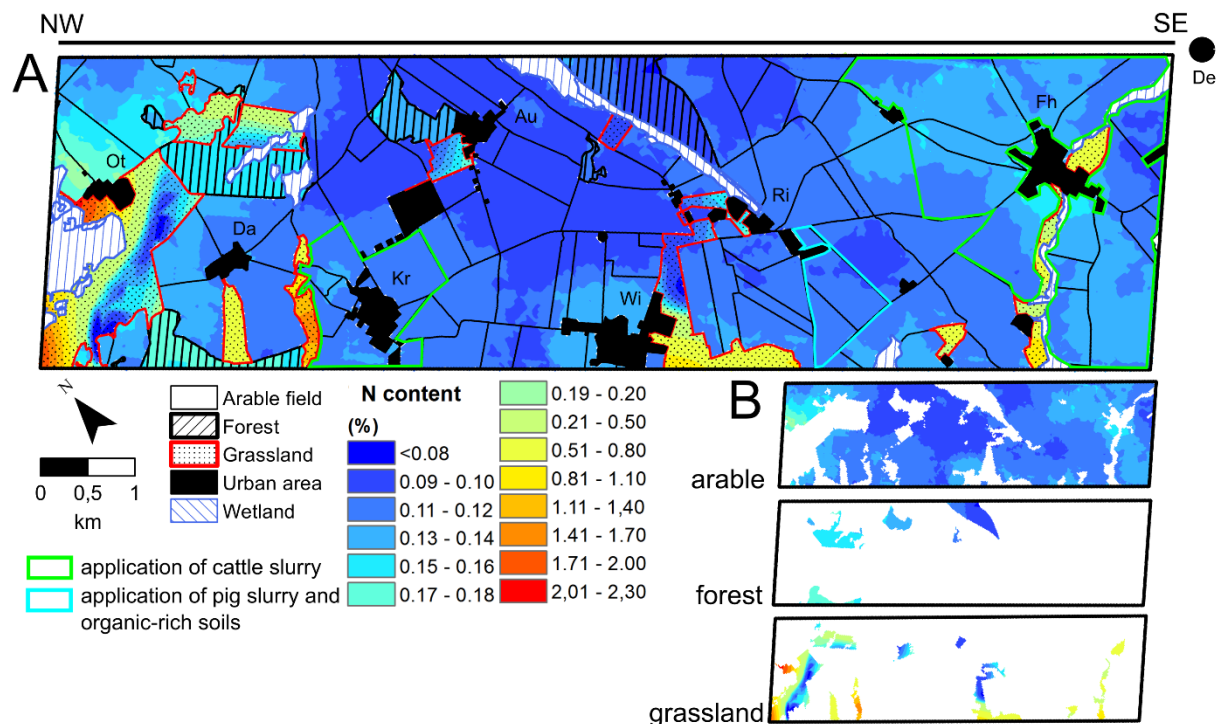 NW
SE
A
De
Ot
Au
Fh
Da
Ri
Kr
Wi
N
0 0,5 1
km
Arable field
Forest
Grassland
Urban area
Wetland
application of cattle slurry
application of pig slurry and
organic-rich soils
N content
(%)
<0.08
0.09 - 0.10
0.11 - 0.12
0.13 - 0.14
0.15 - 0.16
0.17 - 0.18
0.19 - 0.20
0.21 - 0.50
0.51 - 0.80
0.81 - 1.10
1.11 - 1,40
1.41 - 1.70
1.71 - 2.00
2,01 - 2,30
B
arable
forest
grassland